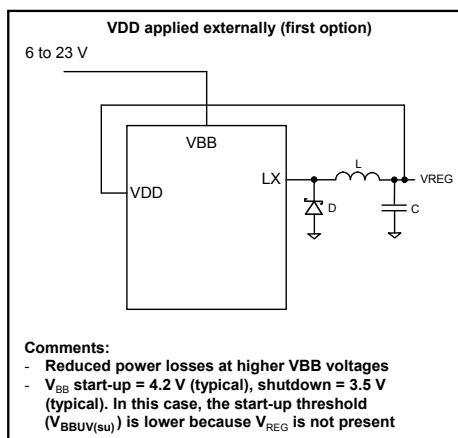 VDD applied externally (first option)
6 to 23 V
VBB
VDD
LX
L
VREG
D
C
Comments:
- Reduced power losses at higher VBB voltages
- VBB start-up = 4.2 V (typical), shutdown = 3.5 V
(typical). In this case, the start-up threshold
(VBBUV(su)) is lower because VREG is not present